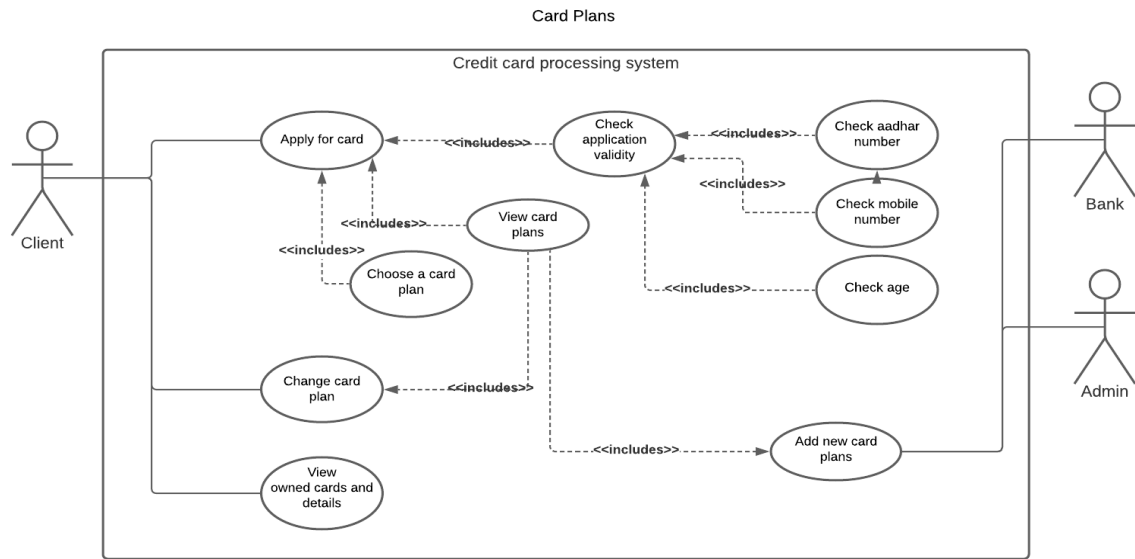 Card Plans
Credit card processing system
Client
Apply for card
<<includes>>
Check
application
validity
<<includes>>
Check aadhar
number
<<includes>>
Check mobile
number
Bank
<<includes>>
View card
plans
<<includes>>
Choose a card
plan
<<includes>>
Check age
Change card
plan
<<includes>>
Admin
<<includes>>
Add new card
plans
View
owned cards and
details